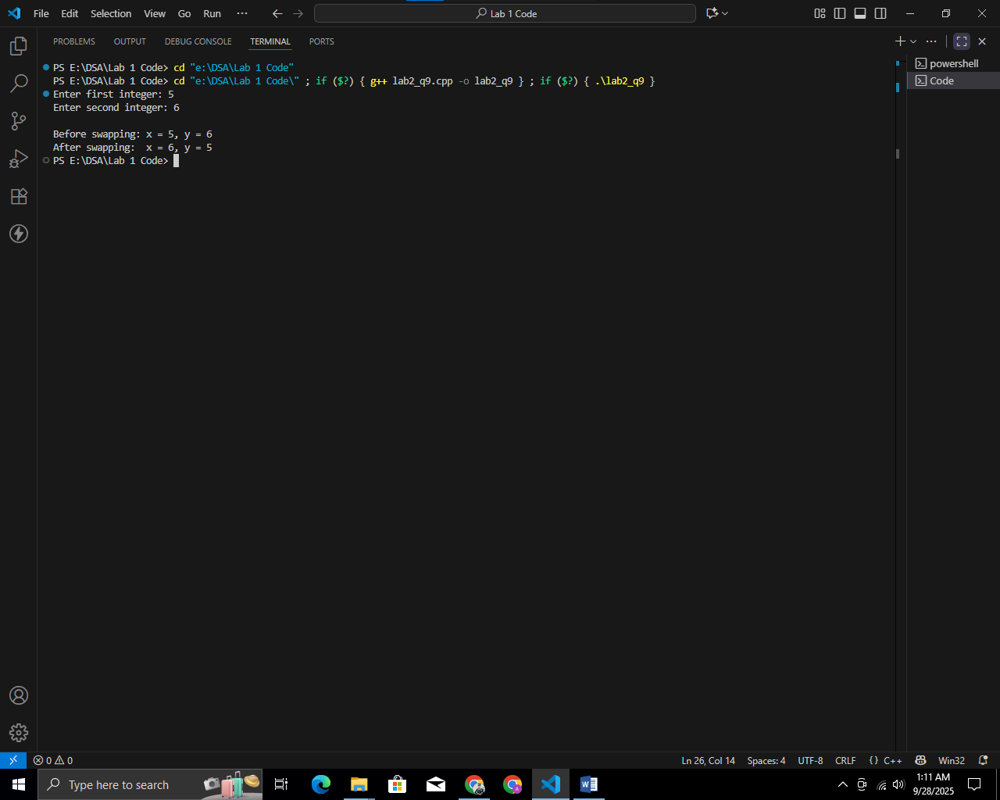 File Edit Selection View Go Run ··· Lab 1 Code
PROBLEMS OUTPUT DEBUG CONSOLE TERMINAL PORTS
PS E:\DSA\Lab 1 Code> cd "e:\DSA\Lab 1 Code"
PS E:\DSA\Lab 1 Code> cd "e:\DSA\Lab 1 Code\" ; if ($?) { g++ lab2_q9.cpp -o lab2_q9 } ; if ($?) { .\lab2_q9 }
Enter first integer: 5
Enter second integer: 6
Before swapping: x = 5, y = 6
After swapping:  x = 6, y = 5
PS E:\DSA\Lab 1 Code>
powershell
Code
0 0 Ln 26, Col 14 Spaces: 4 UTF-8 CRLF {} C++ Win32
Type here to search
1:11 AM
9/28/2025